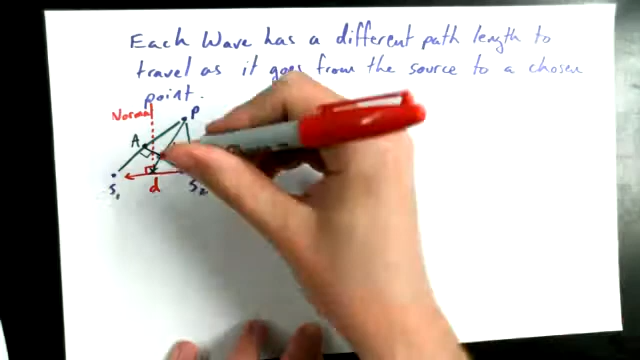 Each Wave has a different path length to
travel as it goes from the source to a chosen
point.
Normal
P
A
S₁
d
S₂